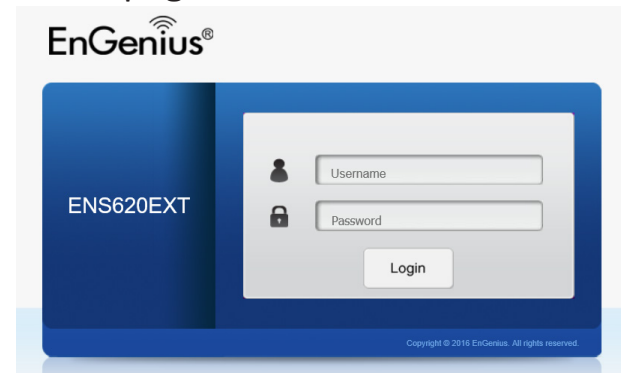 EnGenius®
ENS620EXT
Username
Password
Login
Copyright © 2016 EnGenius. All rights reserved.